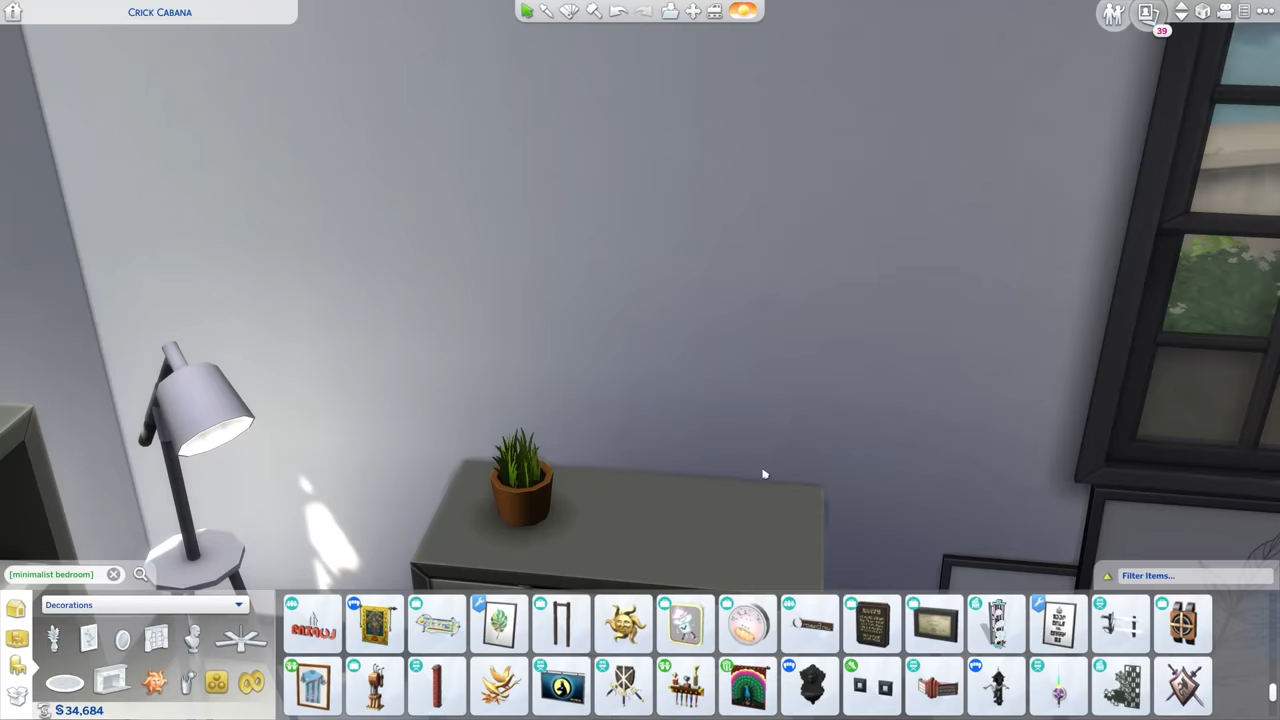 CRICK CABANA
39
[minimalist bedroom]
Filter Items...
Decorations
§34,684